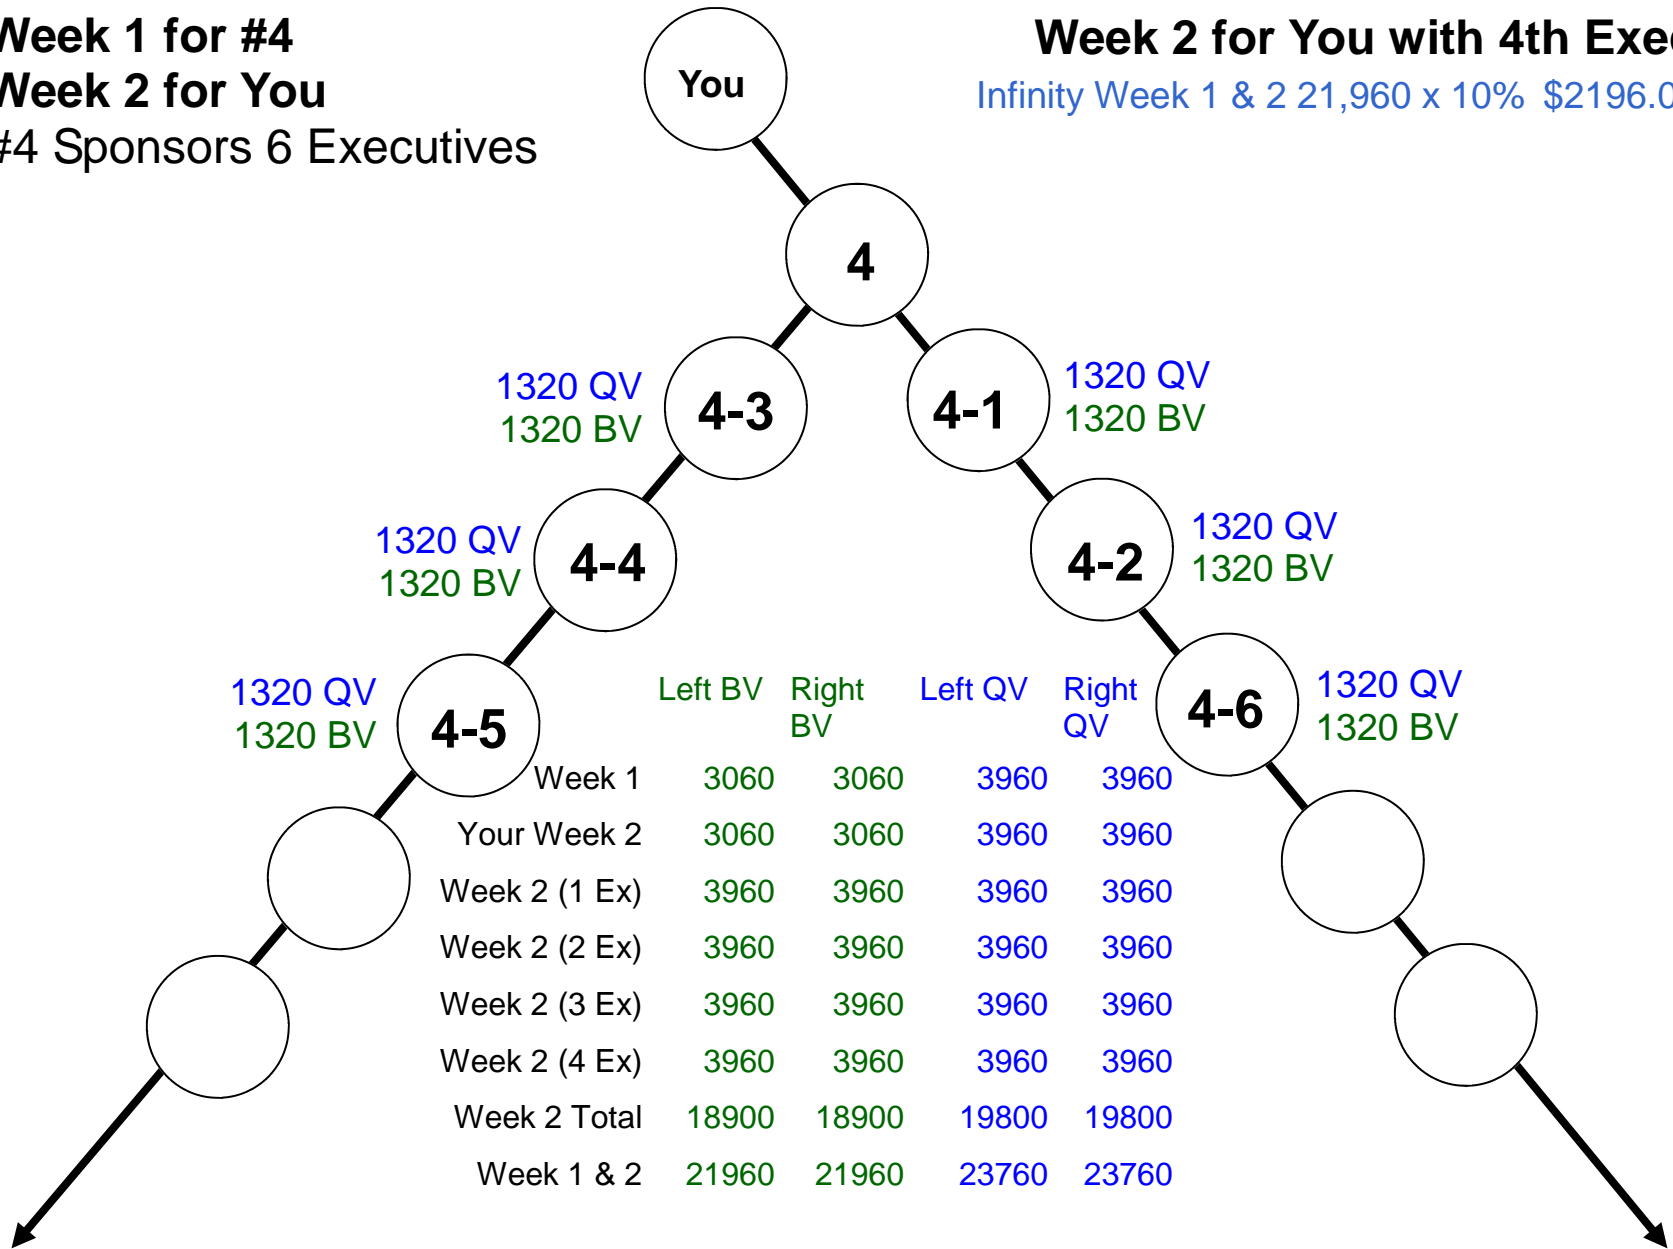 Week 1 for #4
Week 2 for You
#4 Sponsors 6 Executives
Week 2 for You with 4th Exe
Infinity Week 1 & 2 21,960 x 10% $2196.0
You
4
4-3
4-1
1320 QV
1320 BV
1320 QV
1320 BV
4-4
4-2
1320 QV
1320 BV
1320 QV
1320 BV
4-5
4-6
1320 QV
1320 BV
1320 QV
1320 BV
Left BV Right BV Left QV Right QV
Week 1 3060 3060 3960 3960
Your Week 2 3060 3060 3960 3960
Week 2 (1 Ex) 3960 3960 3960 3960
Week 2 (2 Ex) 3960 3960 3960 3960
Week 2 (3 Ex) 3960 3960 3960 3960
Week 2 (4 Ex) 3960 3960 3960 3960
Week 2 Total 18900 18900 19800 19800
Week 1 & 2 21960 21960 23760 23760